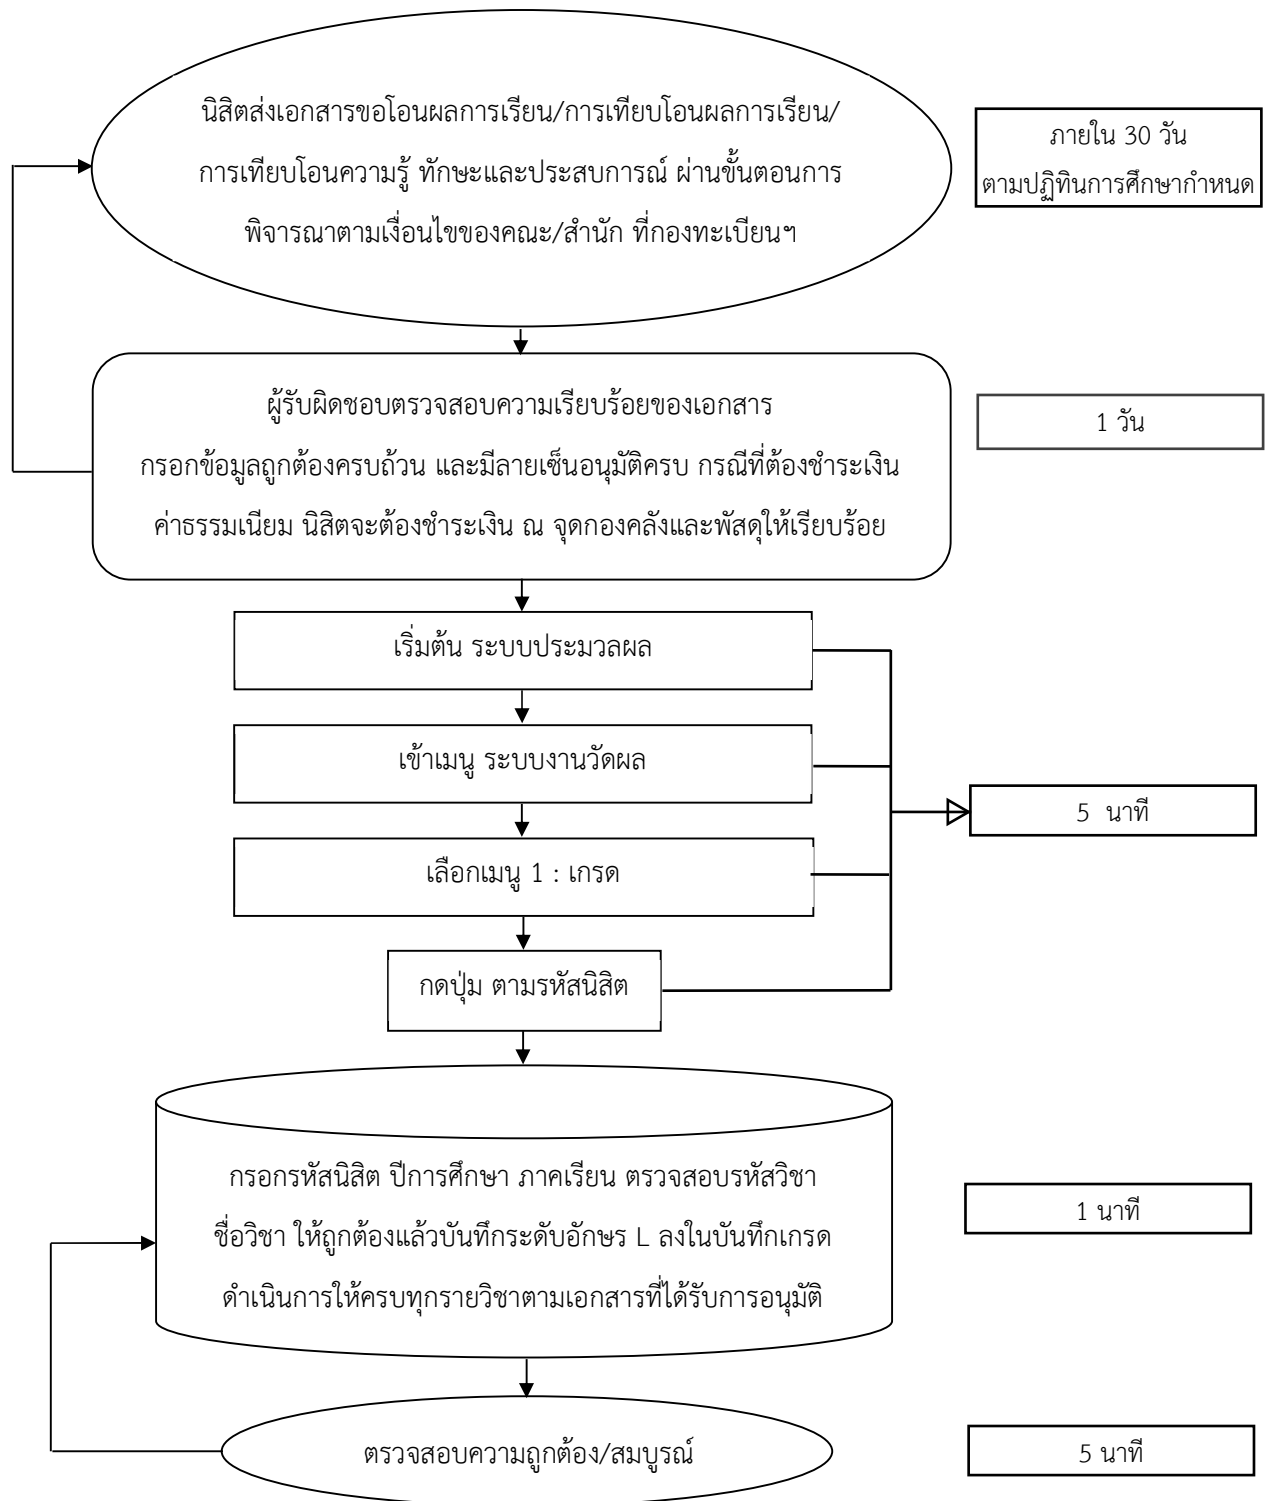 นิสิตส่งเอกสารขอโอนผลการเรียน/การเทียบโอนผลการเรียน/
การเทียบโอนความรู้ ทักษะและประสบการณ์ ผ่านขั้นตอนการ
พิจารณาตามเงื่อนไขของคณะ/สำนัก ที่กองทะเบียนฯ
ภายใน 30 วัน
ตามปฏิทินการศึกษากำหนด
ผู้รับผิดชอบตรวจสอบความเรียบร้อยของเอกสาร
กรอกข้อมูลถูกต้องครบถ้วน และมีลายเซ็นอนุมัติครบ กรณีที่ต้องชำระเงิน
ค่าธรรมเนียม นิสิตจะต้องชำระเงิน ณ จุดกองคลังและพัสดุให้เรียบร้อย
1 วัน
เริ่มต้น ระบบประมวลผล
เข้าเมนู ระบบงานวัดผล
เลือกเมนู 1 : เกรด
กดปุ่ม ตามรหัสนิสิต
5 นาที
กรอกรหัสนิสิต ปีการศึกษา ภาคเรียน ตรวจสอบรหัสวิชา
ชื่อวิชา ให้ถูกต้องแล้วบันทึกระดับอักษร L ลงในบันทึกเกรด
ดำเนินการให้ครบทุกรายวิชาตามเอกสารที่ได้รับการอนุมัติ
1 นาที
ตรวจสอบความถูกต้อง/สมบูรณ์
5 นาที